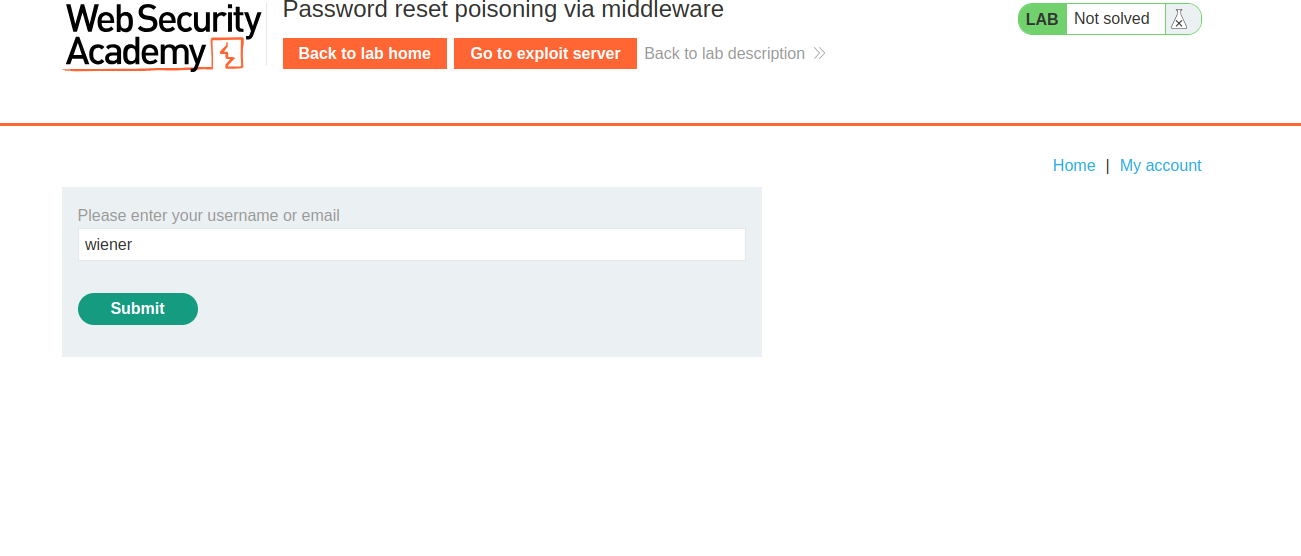 Web Security
Academy
Password reset poisoning via middleware
LAB Not solved
Back to lab home Go to exploit server Back to lab description
Home | My account
Please enter your username or email
wiener
Submit